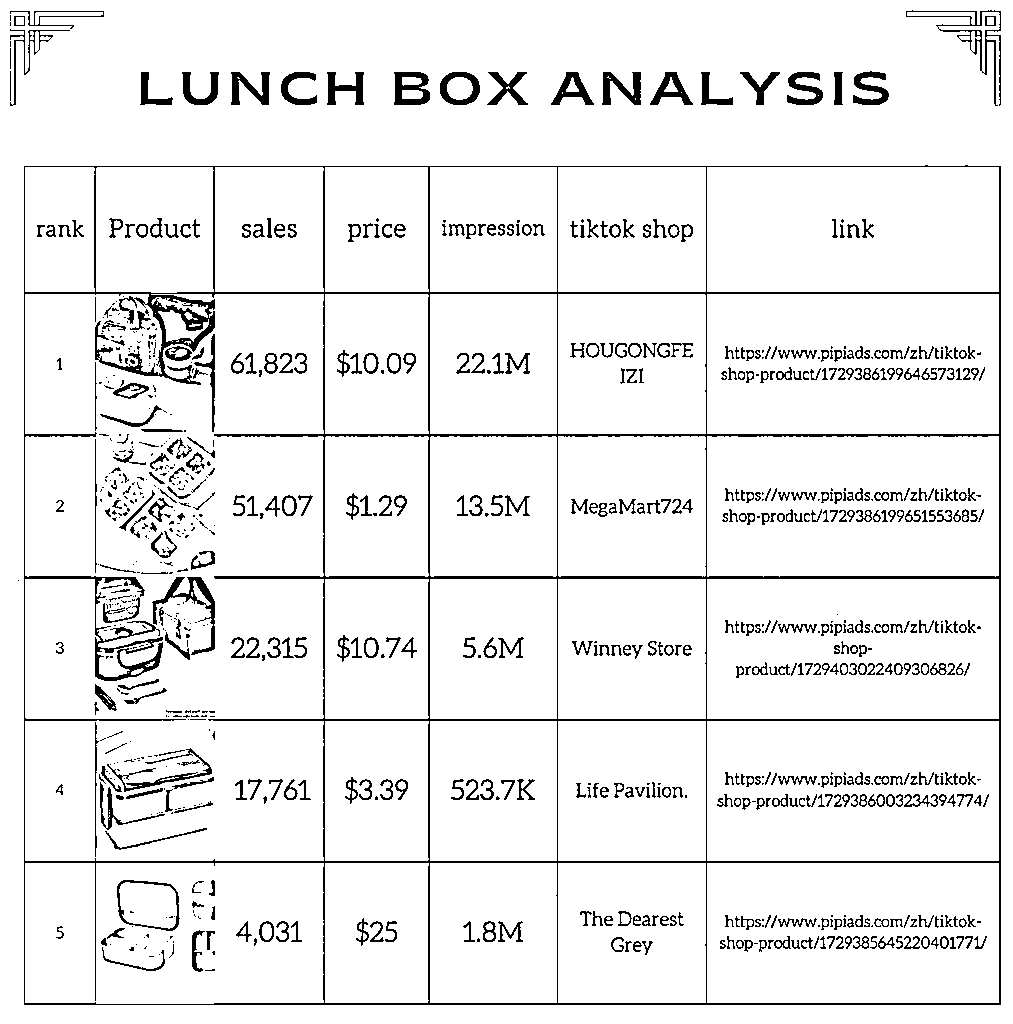 LUNCH BOX ANALYSIS
rank Product sales price impression tiktok shop link
1 61,823 $10.09 22.1M HOUGONGFE
IZI
https://www.pipiads.com/zh/tiktok-
shop-product/1729386199646573129/
2 51,407 $1.29 13.5M MegaMart724
https://www.pipiads.com/zh/tiktok-
shop-product/1729386199651553685/
3 22,315 $10.74 5.6M Winney Store
https://www.pipiads.com/zh/tiktok-
shop-
product/1729403022409306826/
4 17,761 $3.39 523.7K Life Pavilion.
https://www.pipiads.com/zh/tiktok-
shop-product/1729386003234394774/
5 4,031 $25 1.8M The Dearest
Grey
https://www.pipiads.com/zh/tiktok-
shop-product/1729385645220401771/